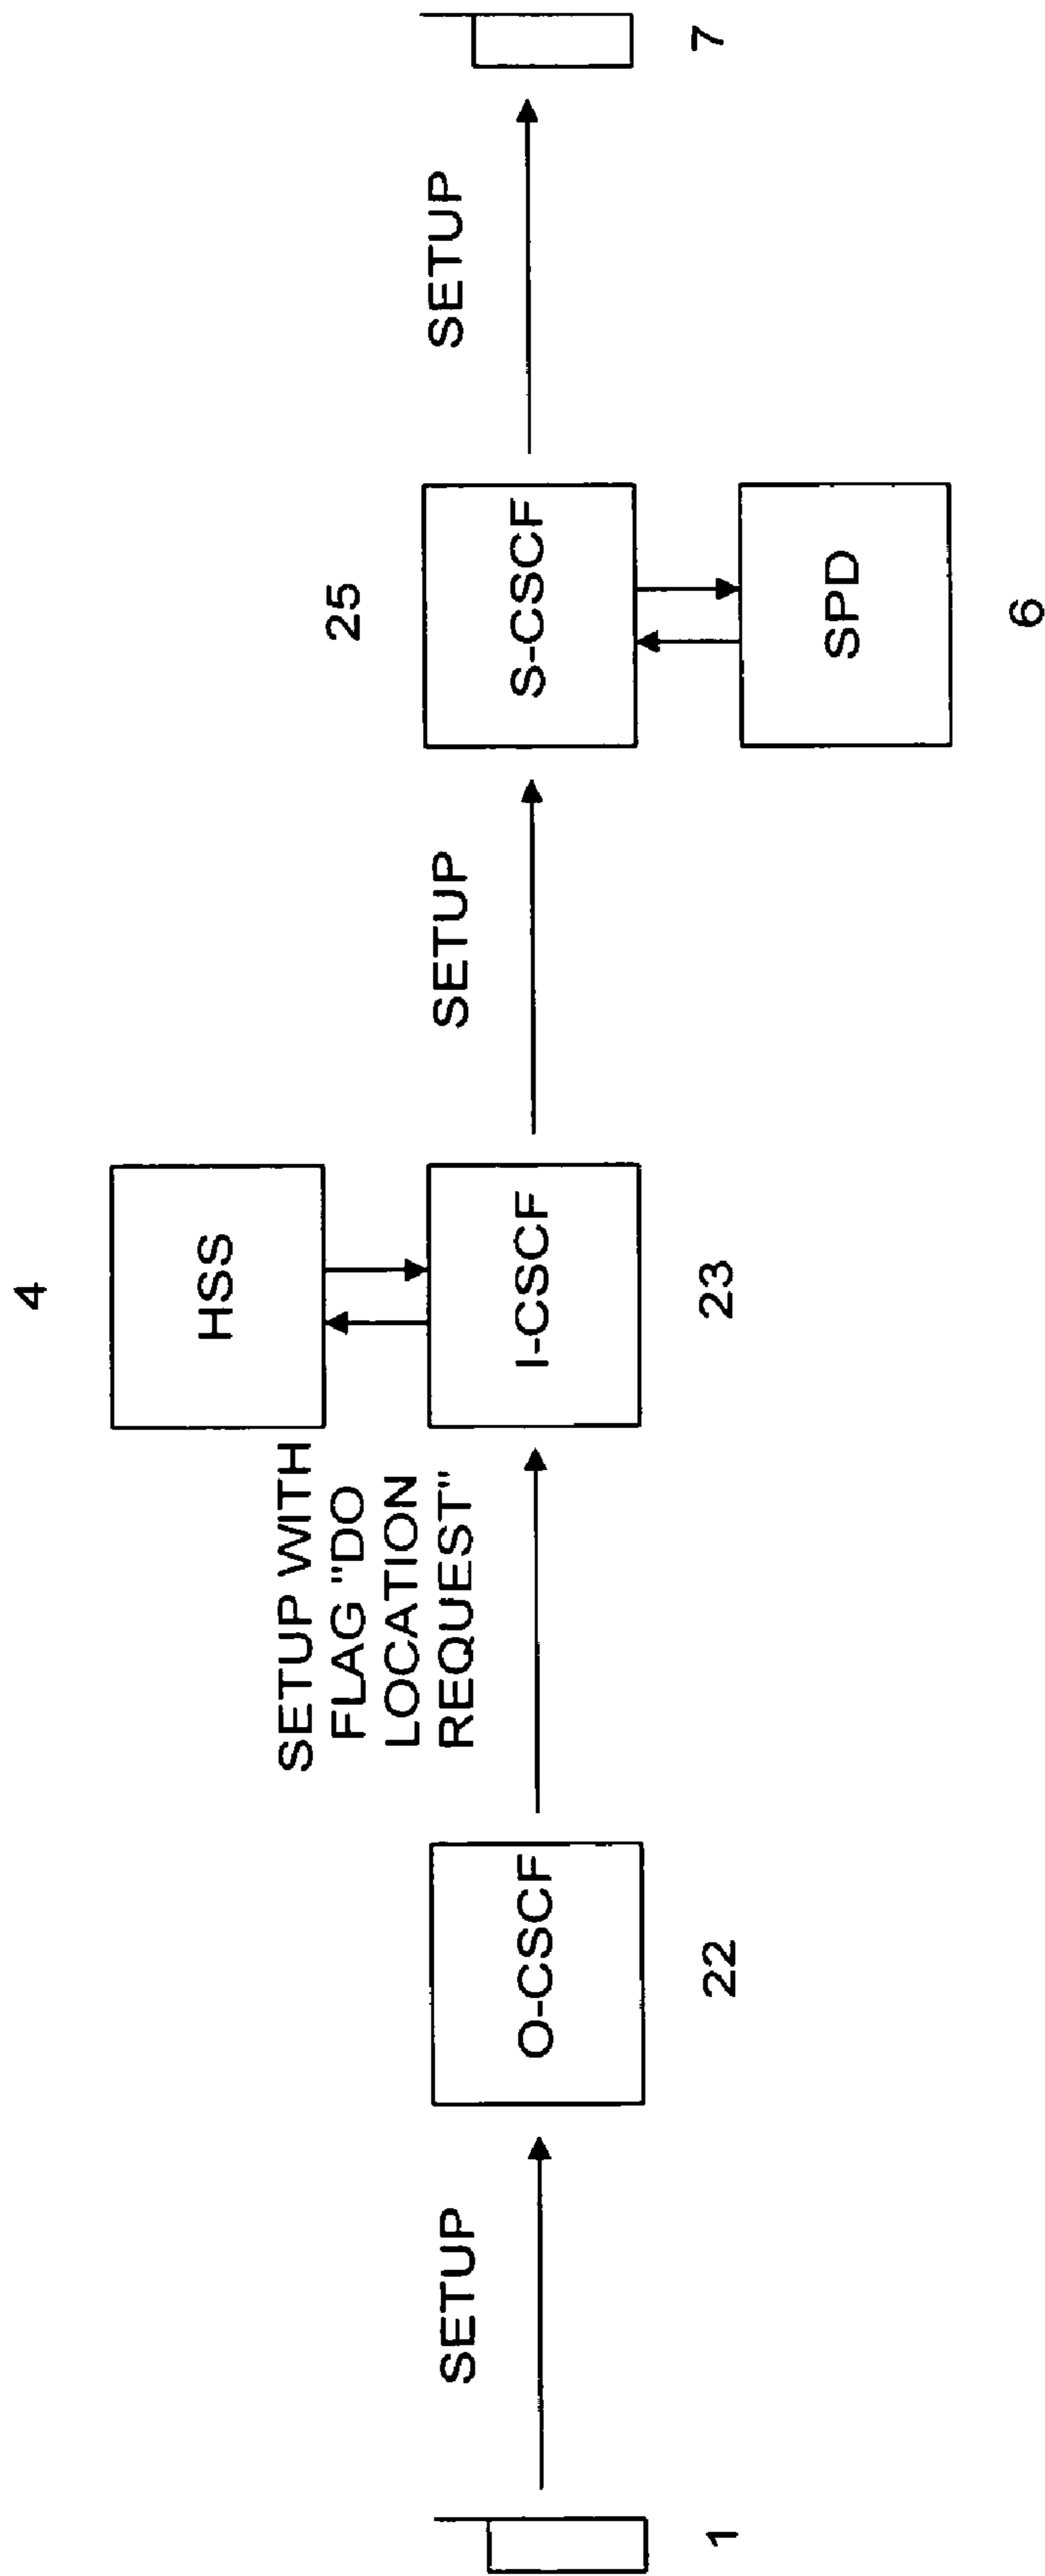 4
HSS
SETUP WITH
FLAG "DO
LOCATION
REQUEST"
25
SETUP
O-CSCF
I-CSCF
SETUP
S-CSCF
SETUP
1
22
23
SPD
7
6